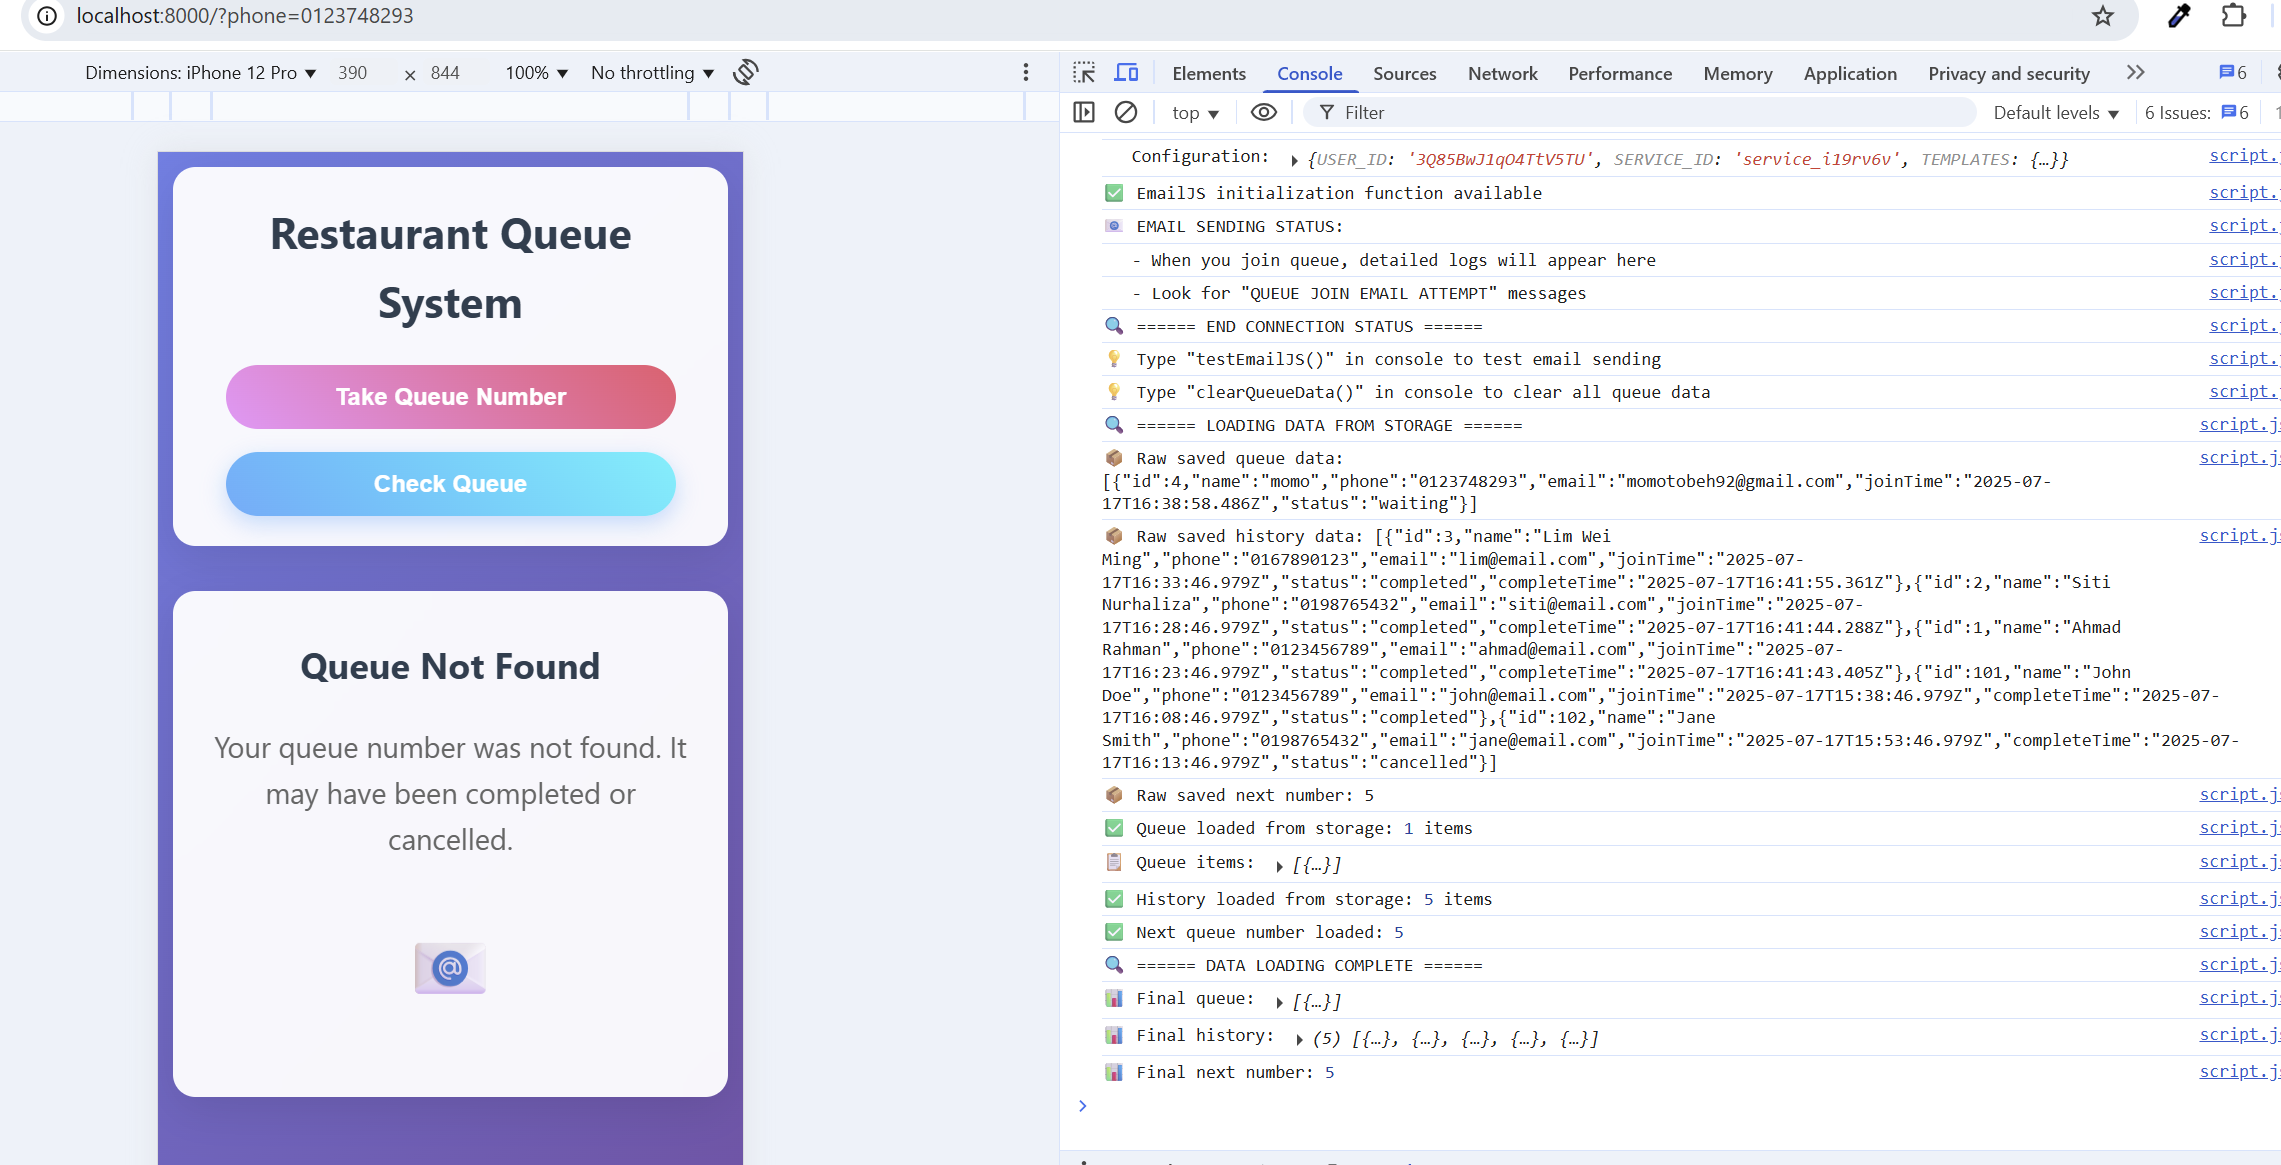 localhost:8000/?phone=0123748293
Dimensions: iPhone 12 Pro ▼ 390 × 844 100% ▼ No throttling ▼
Elements Console Sources Network Performance Memory Application Privacy and security 6
top ▼ Filter Default levels ▼ 6 Issues: 6
Restaurant Queue
System
Take Queue Number
Check Queue
Queue Not Found
Your queue number was not found. It
may have been completed or
cancelled.
Configuration: ▶ {USER_ID: '3Q85BwJ1qO4TtV5TU', SERVICE_ID: 'service_i19rv6v', TEMPLATES: {…}} script.j
✅ EmailJS initialization function available script.j
📧 EMAIL SENDING STATUS: script.j
- When you join queue, detailed logs will appear here script.j
- Look for "QUEUE JOIN EMAIL ATTEMPT" messages script.j
🔍 ====== END CONNECTION STATUS ====== script.j
💡 Type "testEmailJS()" in console to test email sending script.j
💡 Type "clearQueueData()" in console to clear all queue data script.j
🔍 ====== LOADING DATA FROM STORAGE ====== script.js
📦 Raw saved queue data: script.js
[{"id":4,"name":"momo","phone":"0123748293","email":"momotobeh92@gmail.com","joinTime":"2025-07-
17T16:38:58.486Z","status":"waiting"}]
📦 Raw saved history data: [{"id":3,"name":"Lim Wei script.js
Ming","phone":"0167890123","email":"lim@email.com","joinTime":"2025-07-
17T16:33:46.979Z","status":"completed","completeTime":"2025-07-17T16:41:55.361Z"},{"id":2,"name":"Siti
Nurhaliza","phone":"0198765432","email":"siti@email.com","joinTime":"2025-07-
17T16:28:46.979Z","status":"completed","completeTime":"2025-07-17T16:41:44.288Z"},{"id":1,"name":"Ahmad
Rahman","phone":"0123456789","email":"ahmad@email.com","joinTime":"2025-07-
17T16:23:46.979Z","status":"completed","completeTime":"2025-07-17T16:41:43.405Z"},{"id":101,"name":"John
Doe","phone":"0123456789","email":"john@email.com","joinTime":"2025-07-17T15:38:46.979Z","completeTime":"2025-07-
17T16:08:46.979Z","status":"completed"},{"id":102,"name":"Jane
Smith","phone":"0198765432","email":"jane@email.com","joinTime":"2025-07-17T15:53:46.979Z","completeTime":"2025-07-
17T16:13:46.979Z","status":"cancelled"}]
📦 Raw saved next number: 5 script.js
✅ Queue loaded from storage: 1 items script.js
📋 Queue items: ▶ [{…}] script.js
✅ History loaded from storage: 5 items script.js
✅ Next queue number loaded: 5 script.js
🔍 ====== DATA LOADING COMPLETE ====== script.js
📊 Final queue: ▶ [{…}] script.js
📊 Final history: ▶ (5) [{…}, {…}, {…}, {…}, {…}] script.js
📊 Final next number: 5 script.js